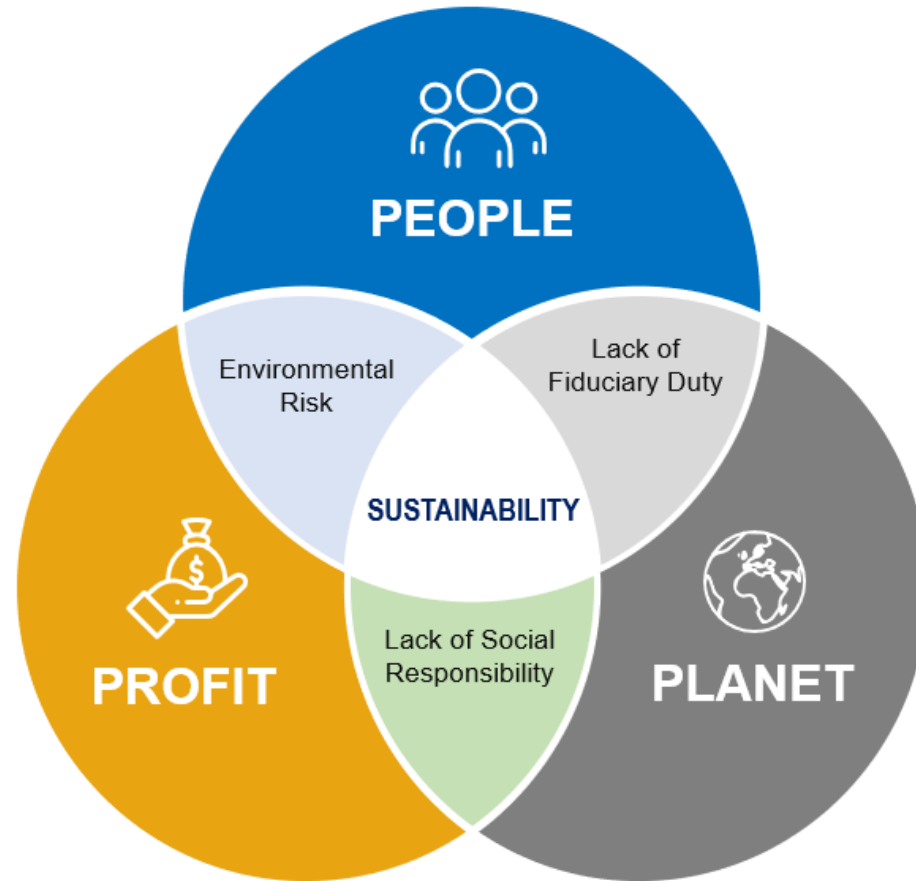 PEOPLE
Environmental
Risk
Lack of
Fiduciary Duty
SUSTAINABILITY
$
PROFIT
Lack of Social
Responsibility
PLANET